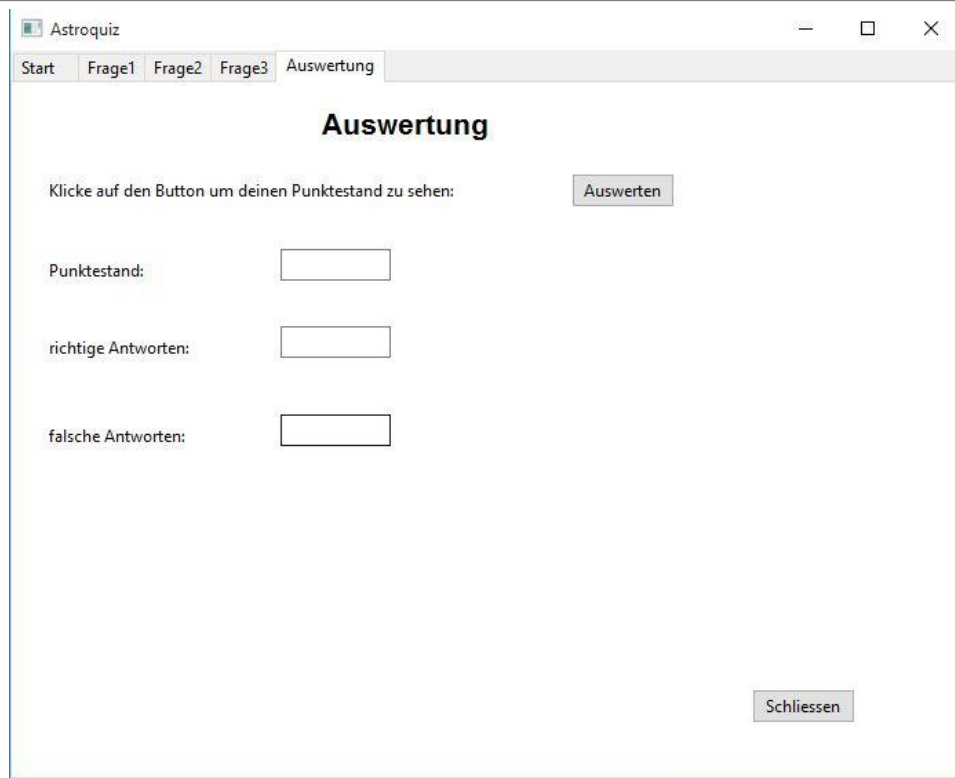 Astroquiz
Start Frage1 Frage2 Frage3 Auswertung
Auswertung
Klicke auf den Button um deinen Punktestand zu sehen: Auswerten
Punktestand:
richtige Antworten:
falsche Antworten:
Schliessen